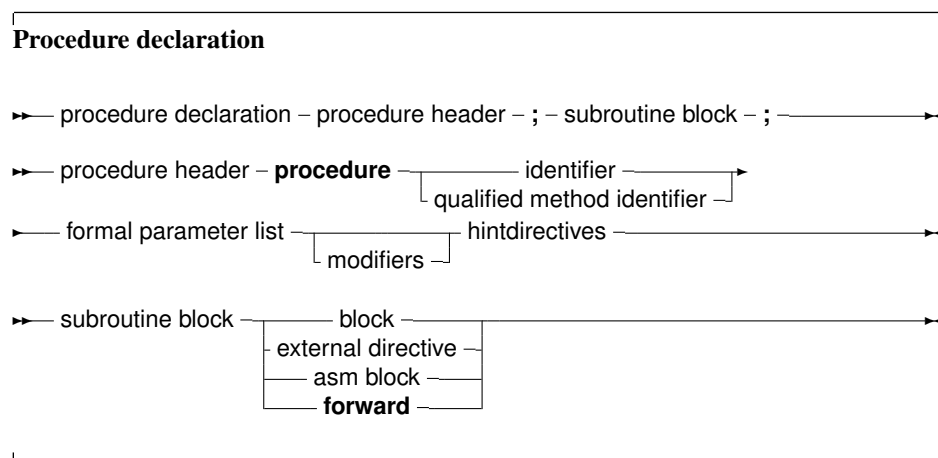 Procedure declaration
procedure declaration – procedure header – ; – subroutine block – ;
procedure header – procedure identifier
qualified method identifier
formal parameter list hintdirectives
modifiers
subroutine block block
external directive
asm block
forward